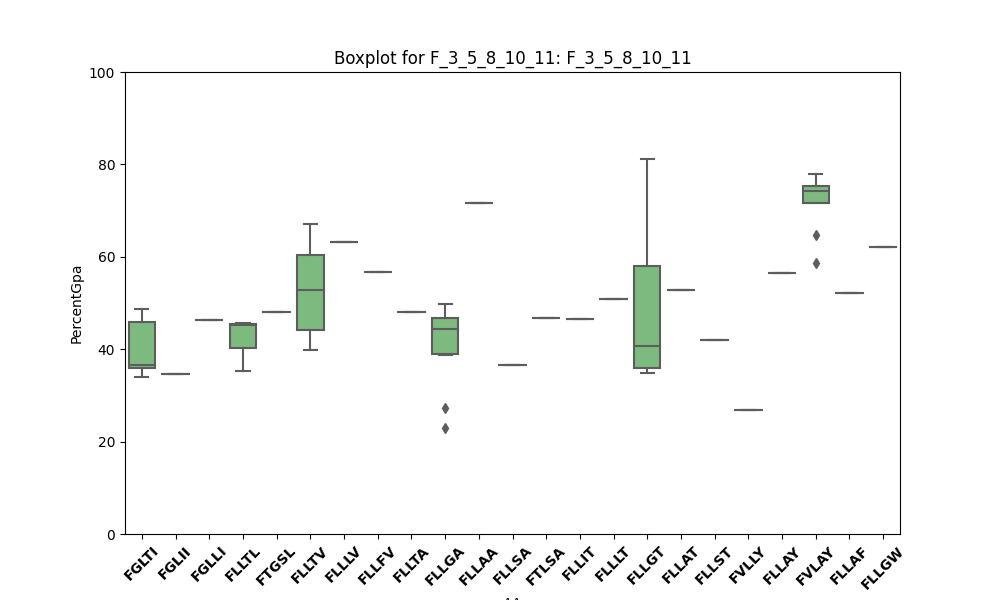 Boxplot for F_3_5_8_10_11: F_3_5_8_10_11
PercentGpa
100
80
60
40
20
0
FGLTI
FGLII
FGLLI
FLLTL
FTGSL
FLLTV
FLLLV
FLLFV
FLLTA
FLLGA
FLLAA
FLLSA
FTLSA
FLLIT
FLLLT
FLLGT
FLLAT
FLLST
FVLLY
FLLAY
FVLAY
FLLAF
FLLGW